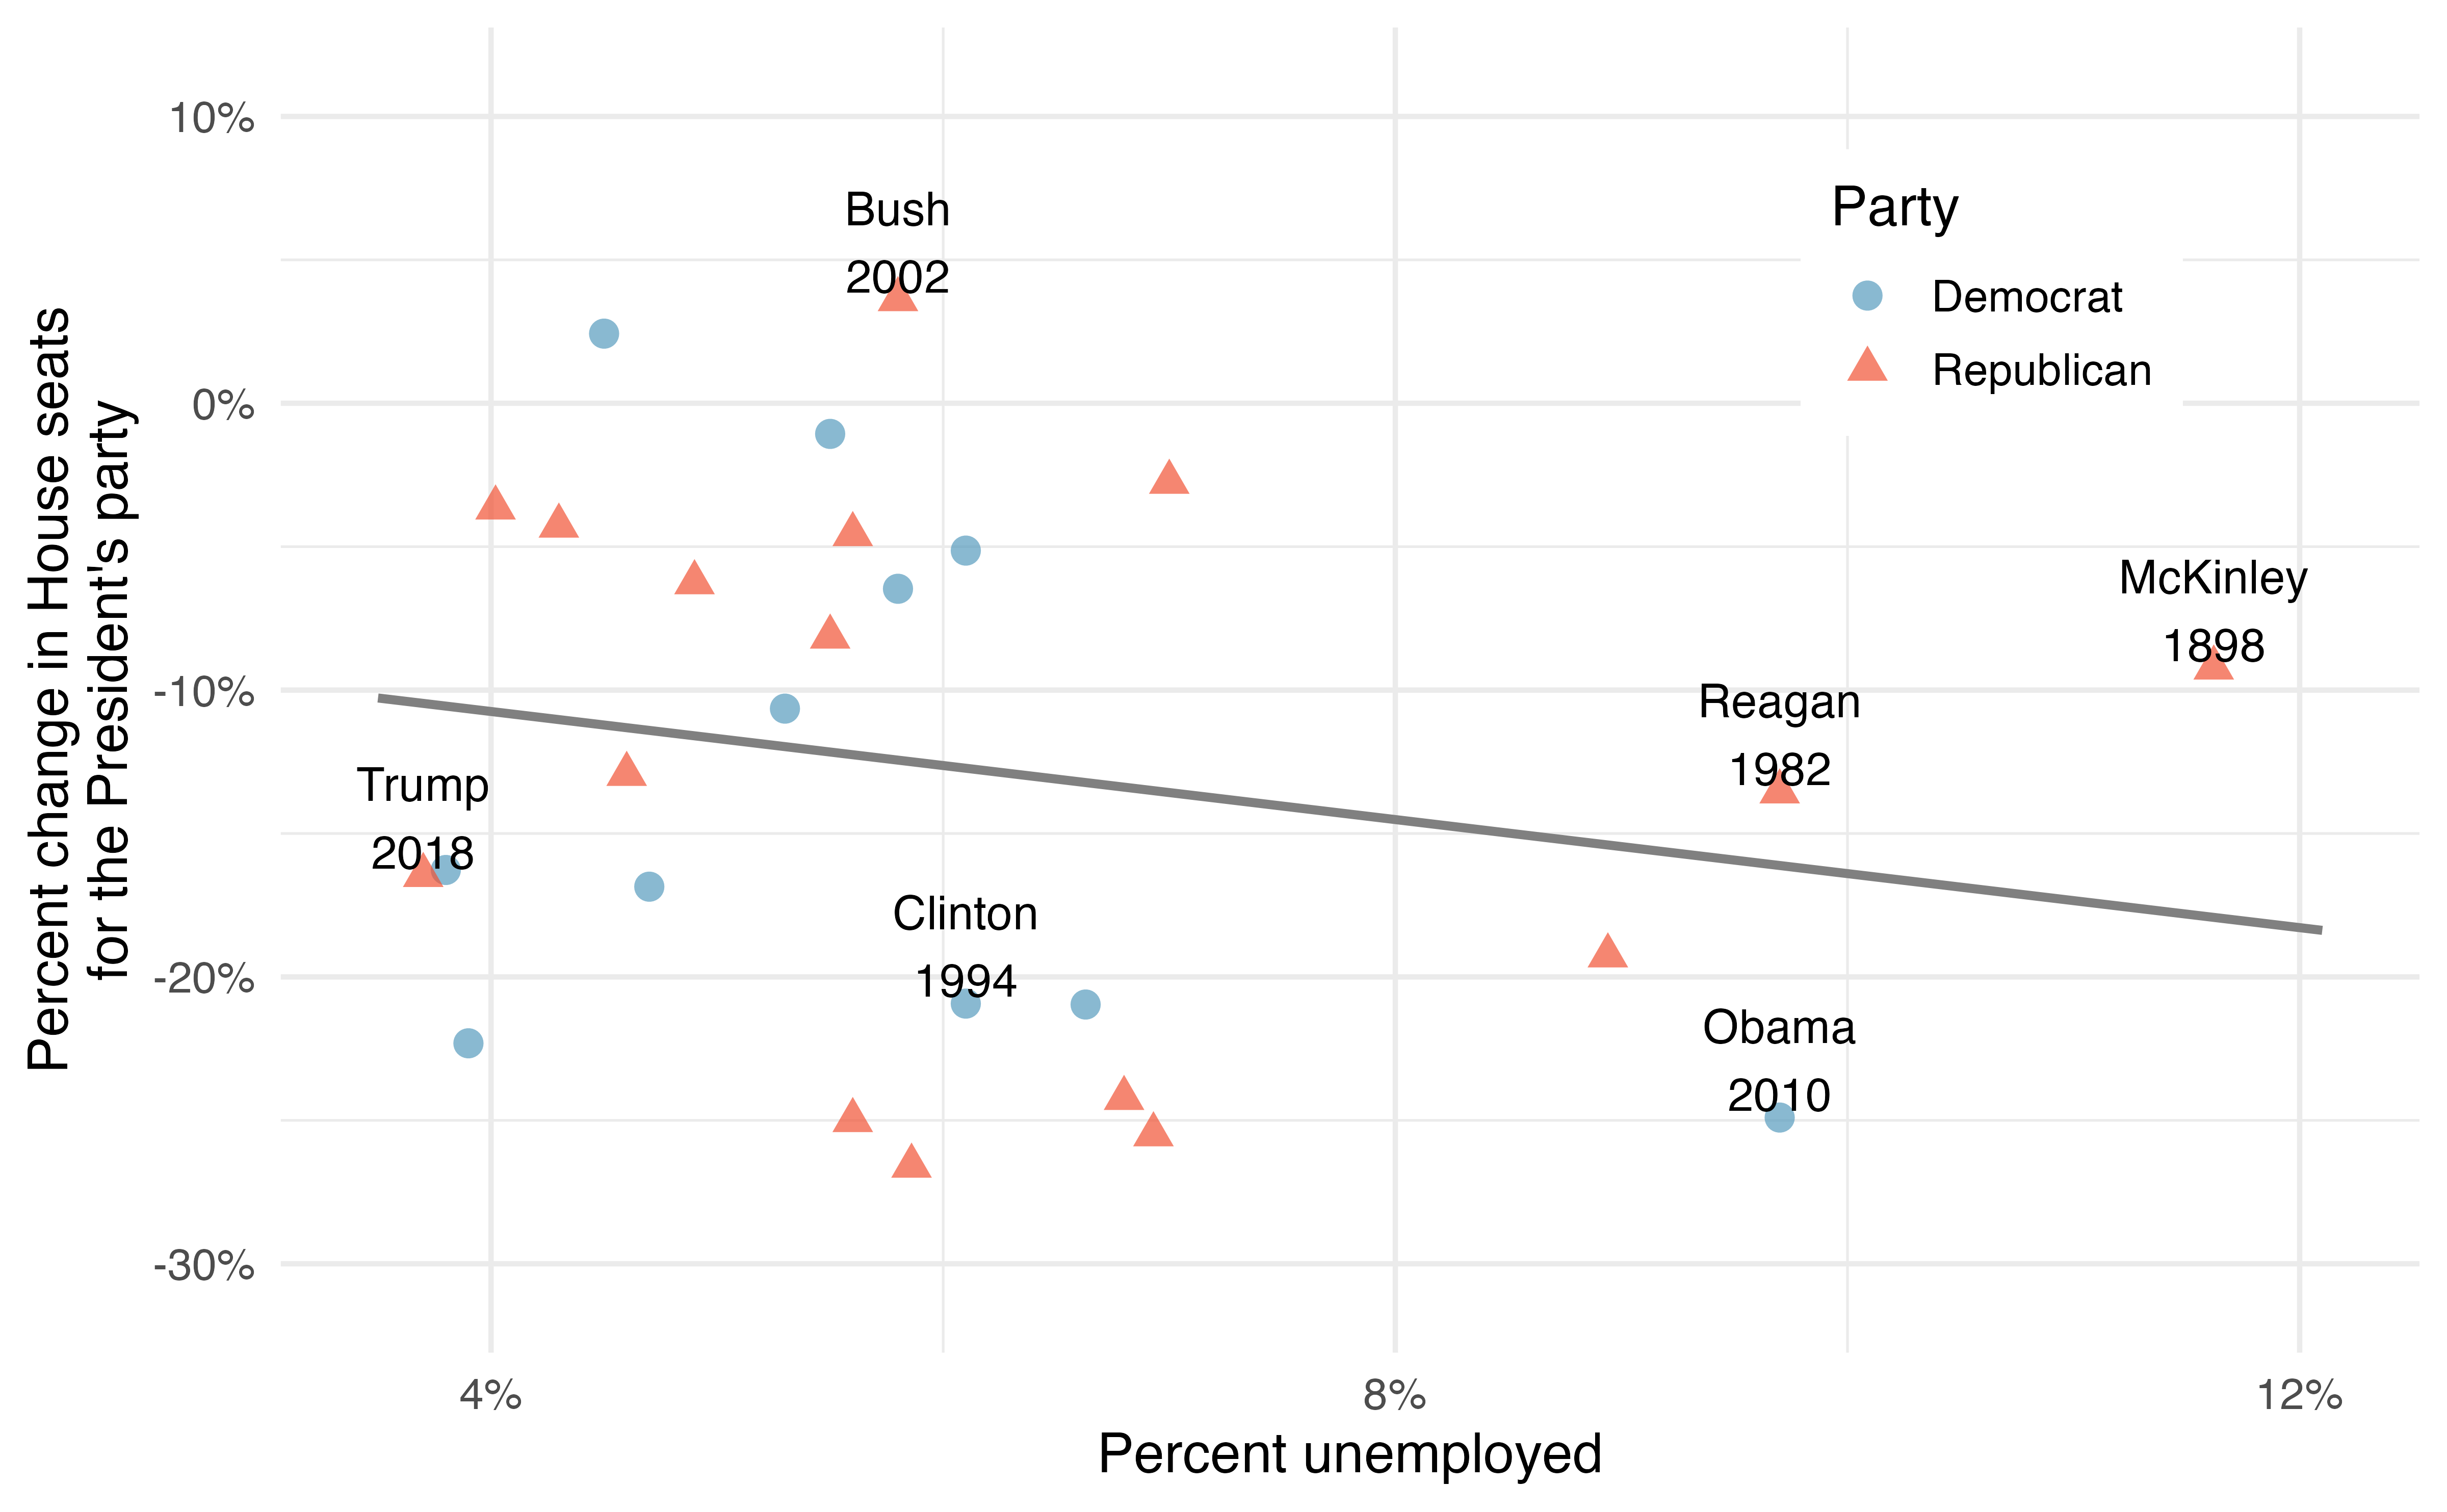 Percent change in House seats
for the President's party
10%
0%
-10%
-20%
-30%
Bush
2002
Party
Democrat
Republican
McKinley
1898
Reagan
1982
Trump
2018
Clinton
1994
Obama
2010
4%
8%
12%
Percent unemployed